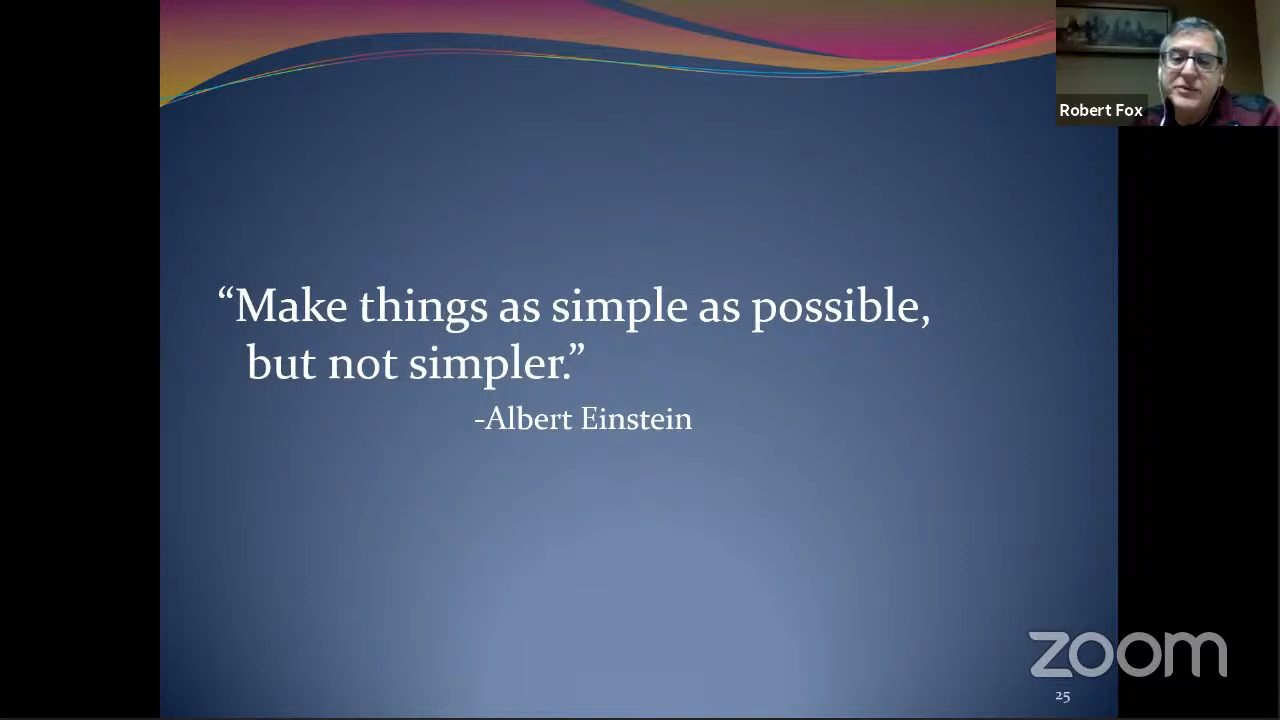 Robert Fox
“Make things as simple as possible,
but not simpler.”
-Albert Einstein
zoom
25